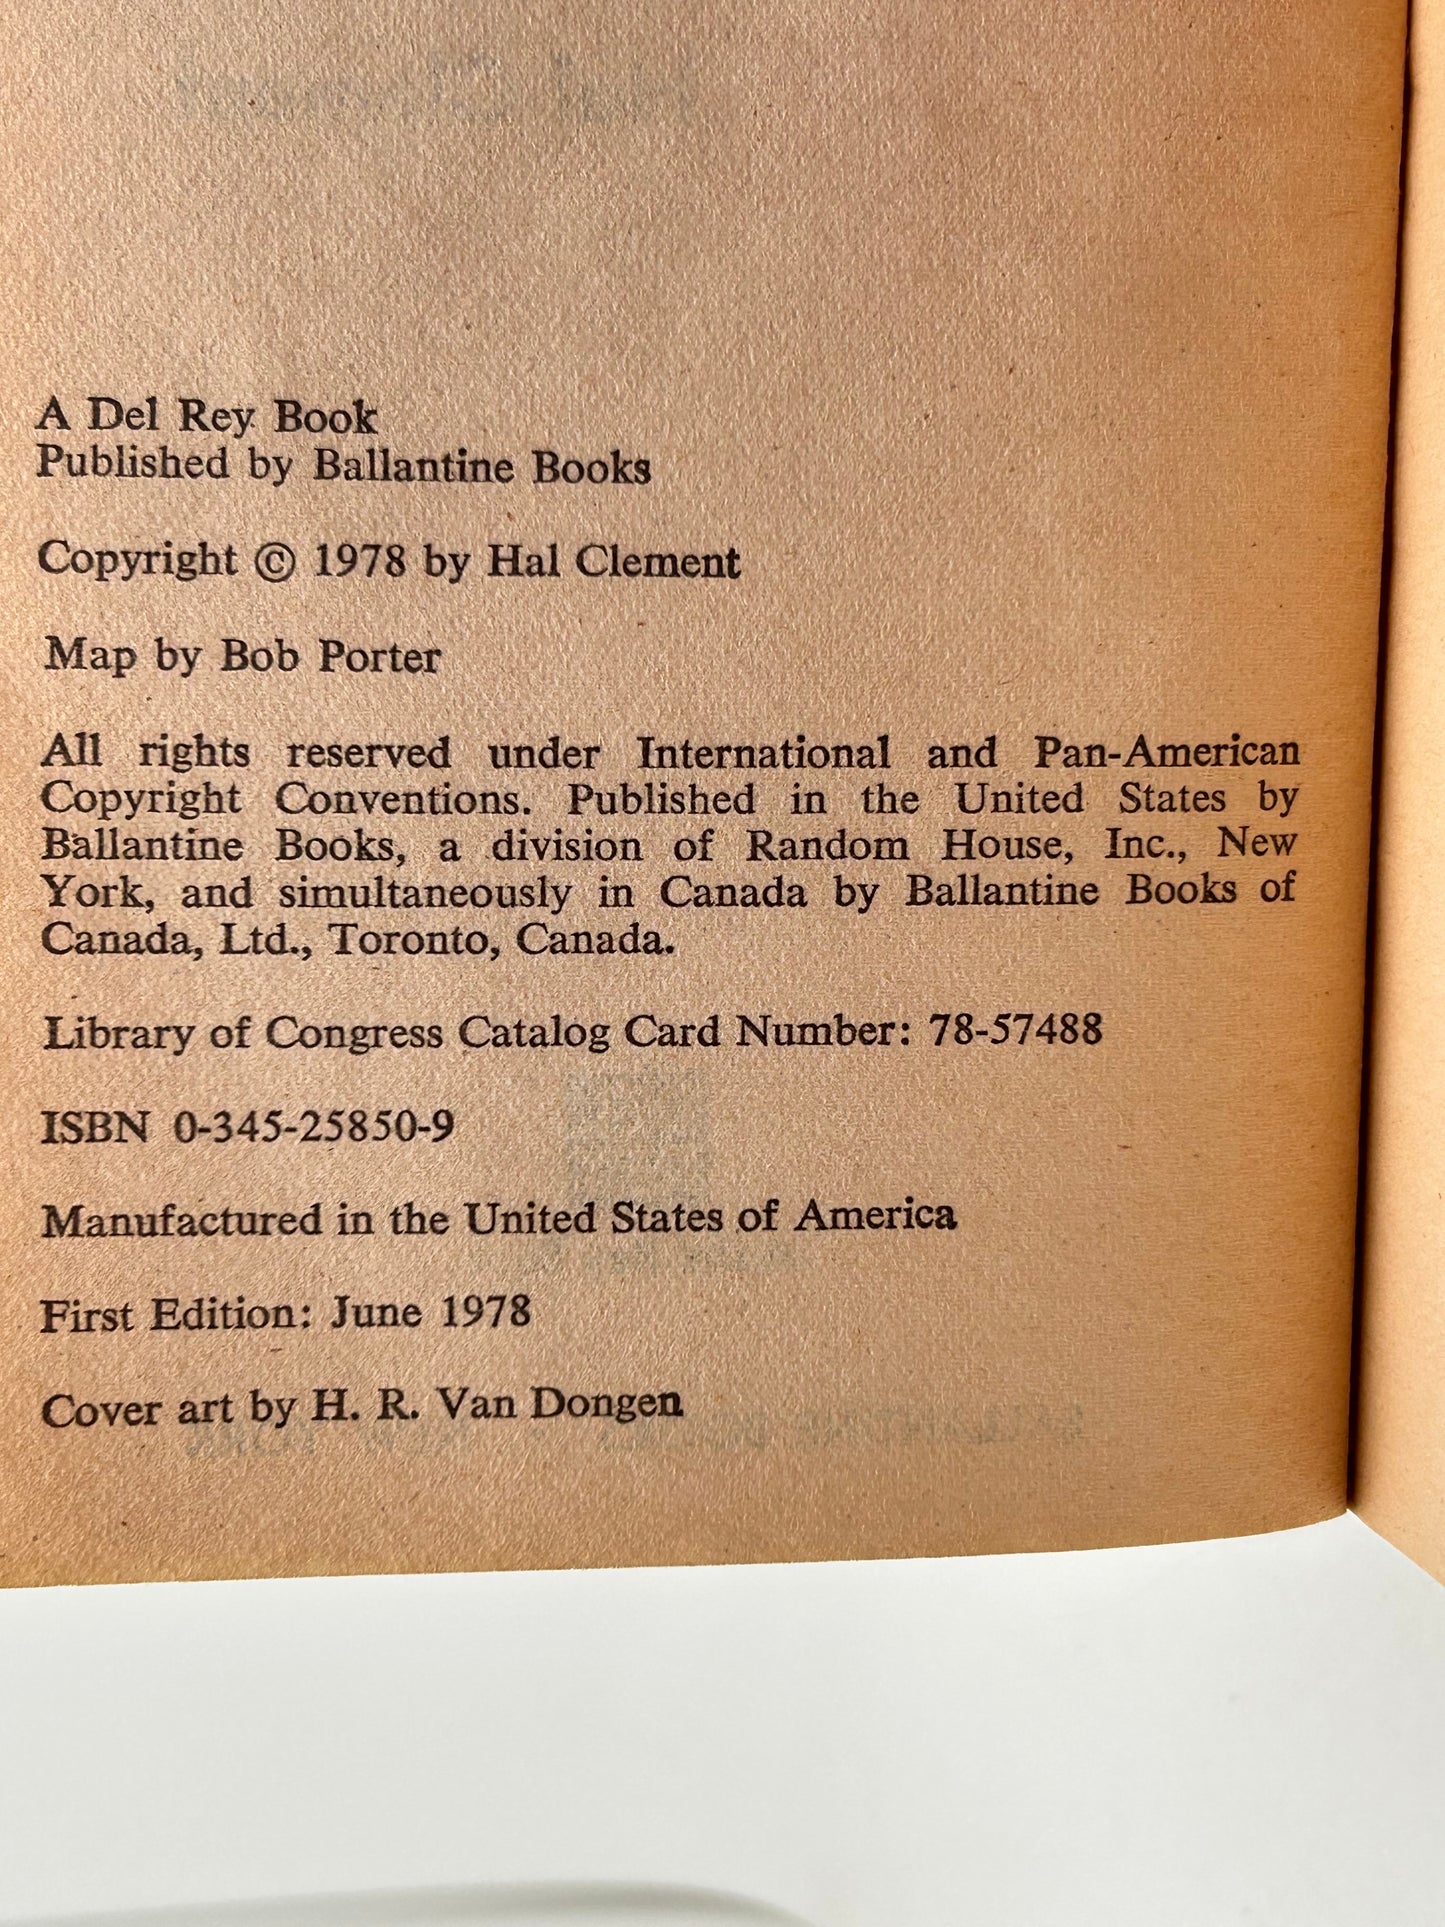 A Del Rey Book
Published by Ballantine Books
Copyright © 1978 by Hal Clement
Map by Bob Porter
All rights reserved under International and Pan-American
Copyright Conventions. Published in the United States by
Ballantine Books, a division of Random House, Inc., New
York, and simultaneously in Canada by Ballantine Books of
Canada, Ltd., Toronto, Canada.
Library of Congress Catalog Card Number: 78-57488
ISBN 0-345-25850-9
Manufactured in the United States of America
First Edition: June 1978
Cover art by H. R. Van Dongen